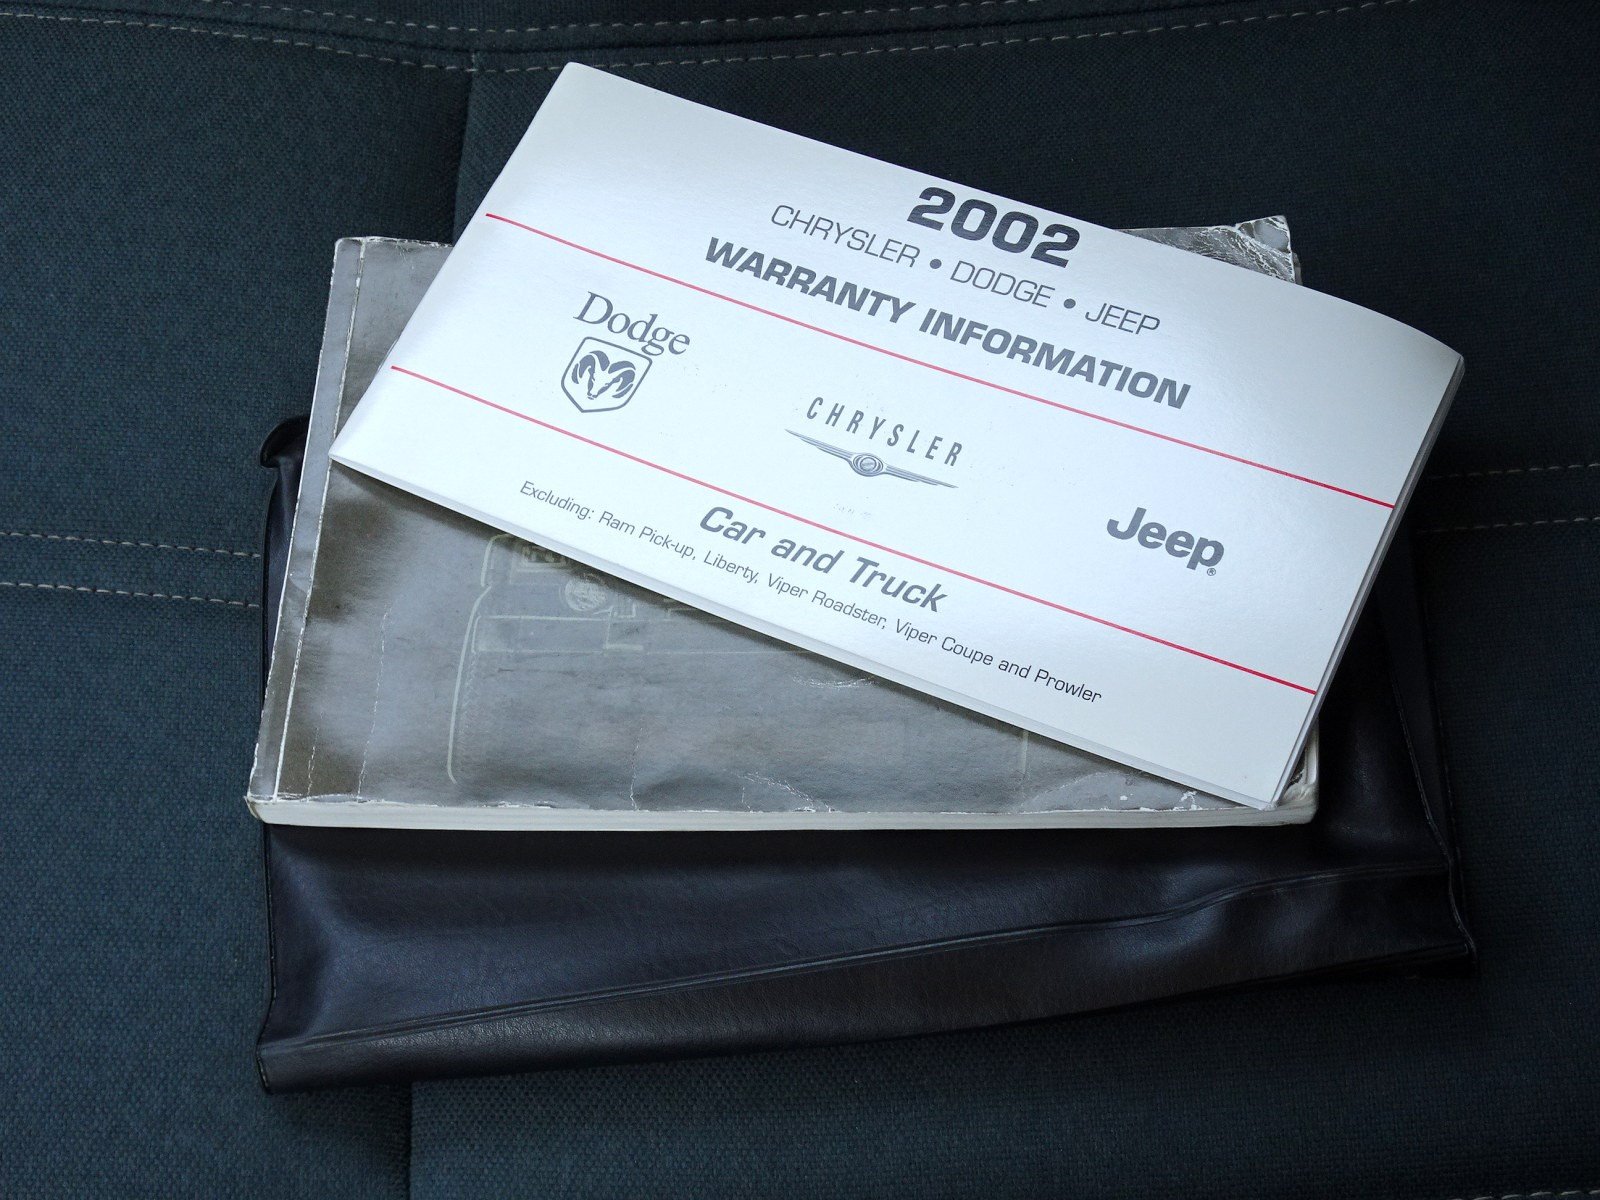 2002
CHRYSLER • DODGE • JEEP
WARRANTY INFORMATION
Dodge
CHRYSLER
Jeep®
Car and Truck
Excluding: Ram Pick-up, Liberty, Viper Roadster, Viper Coupe and Prowler